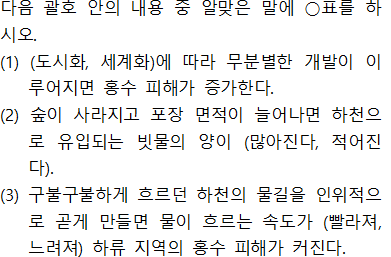 다음 괄호 안의 내용 중 알맞은 말에 ○표를 하
시오.
(1) (도시화, 세계화)에 따라 무분별한 개발이 이
루어지면 홍수 피해가 증가한다.
(2) 숲이 사라지고 포장 면적이 늘어나면 하천으
로 유입되는 빗물의 양이 (많아진다, 적어진
다).
(3) 구불구불하게 흐르던 하천의 물길을 인위적으
로 곧게 만들면 물이 흐르는 속도가 (빨라져,
느려져) 하류 지역의 홍수 피해가 커진다.